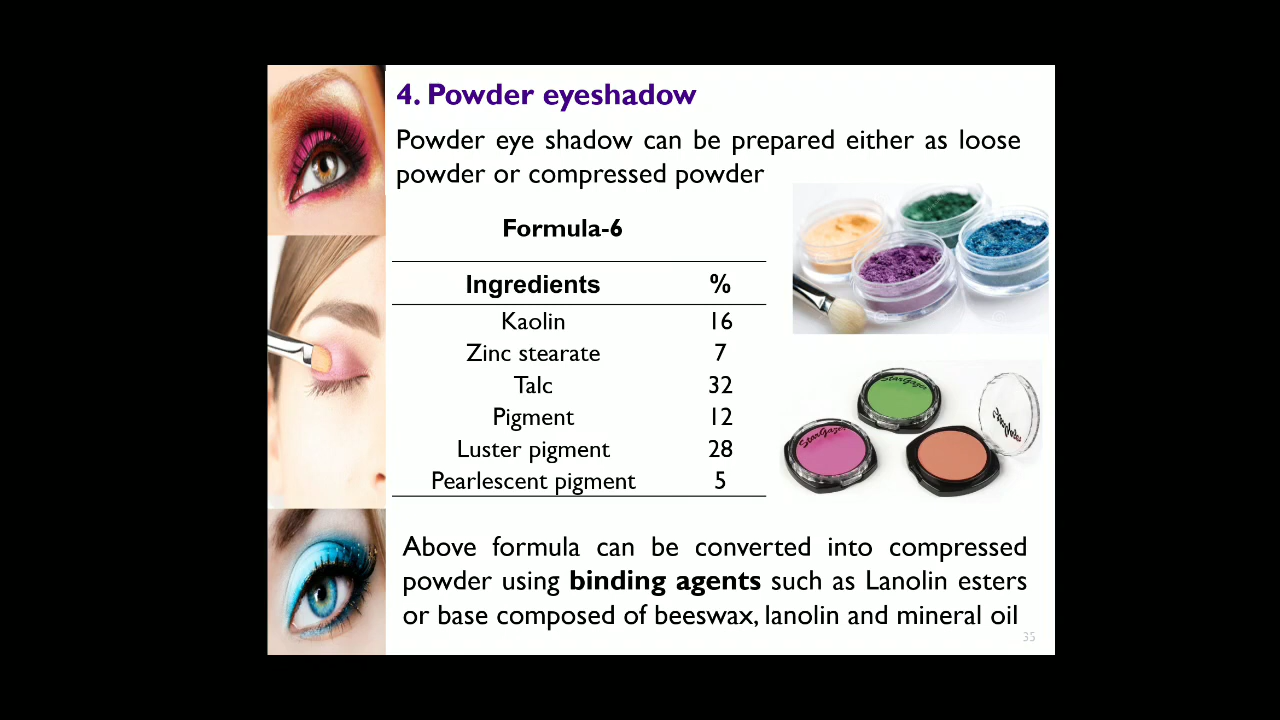 4. Powder eyeshadow
Powder eye shadow can be prepared either as loose
powder or compressed powder
Formula-6
Ingredients %
Kaolin 16
Zinc stearate 7
Talc 32
Pigment 12
Luster pigment 28
Pearlescent pigment 5
StarGazer
StarGazer
StarGazer
Above formula can be converted into compressed
powder using binding agents such as Lanolin esters
or base composed of beeswax, lanolin and mineral oil
35